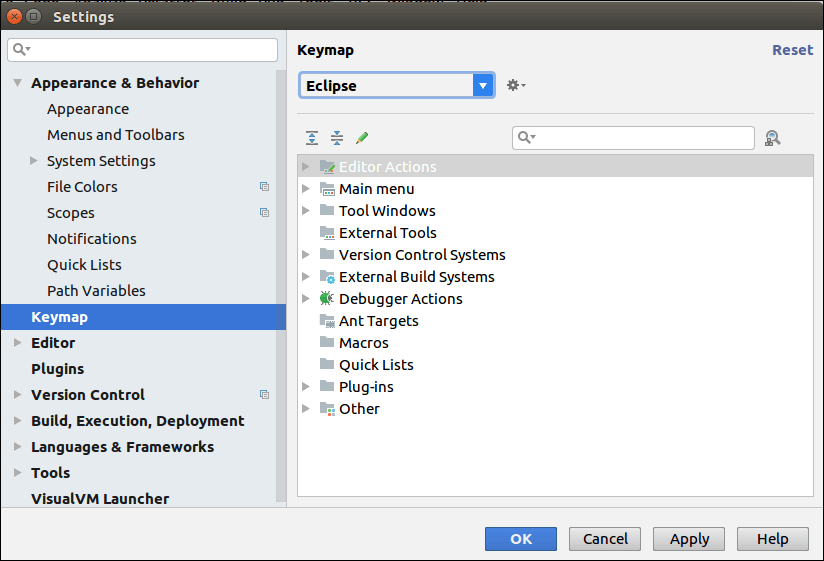 Settings
Appearance & Behavior
Appearance
Menus and Toolbars
System Settings
File Colors
Scopes
Notifications
Quick Lists
Path Variables
Keymap
Editor
Plugins
Version Control
Build, Execution, Deployment
Languages & Frameworks
Tools
VisualVM Launcher
Keymap
Reset
Eclipse
Editor Actions
Main menu
Tool Windows
External Tools
Version Control Systems
External Build Systems
Debugger Actions
Ant Targets
Macros
Quick Lists
Plug-ins
Other
OK
Cancel
Apply
Help